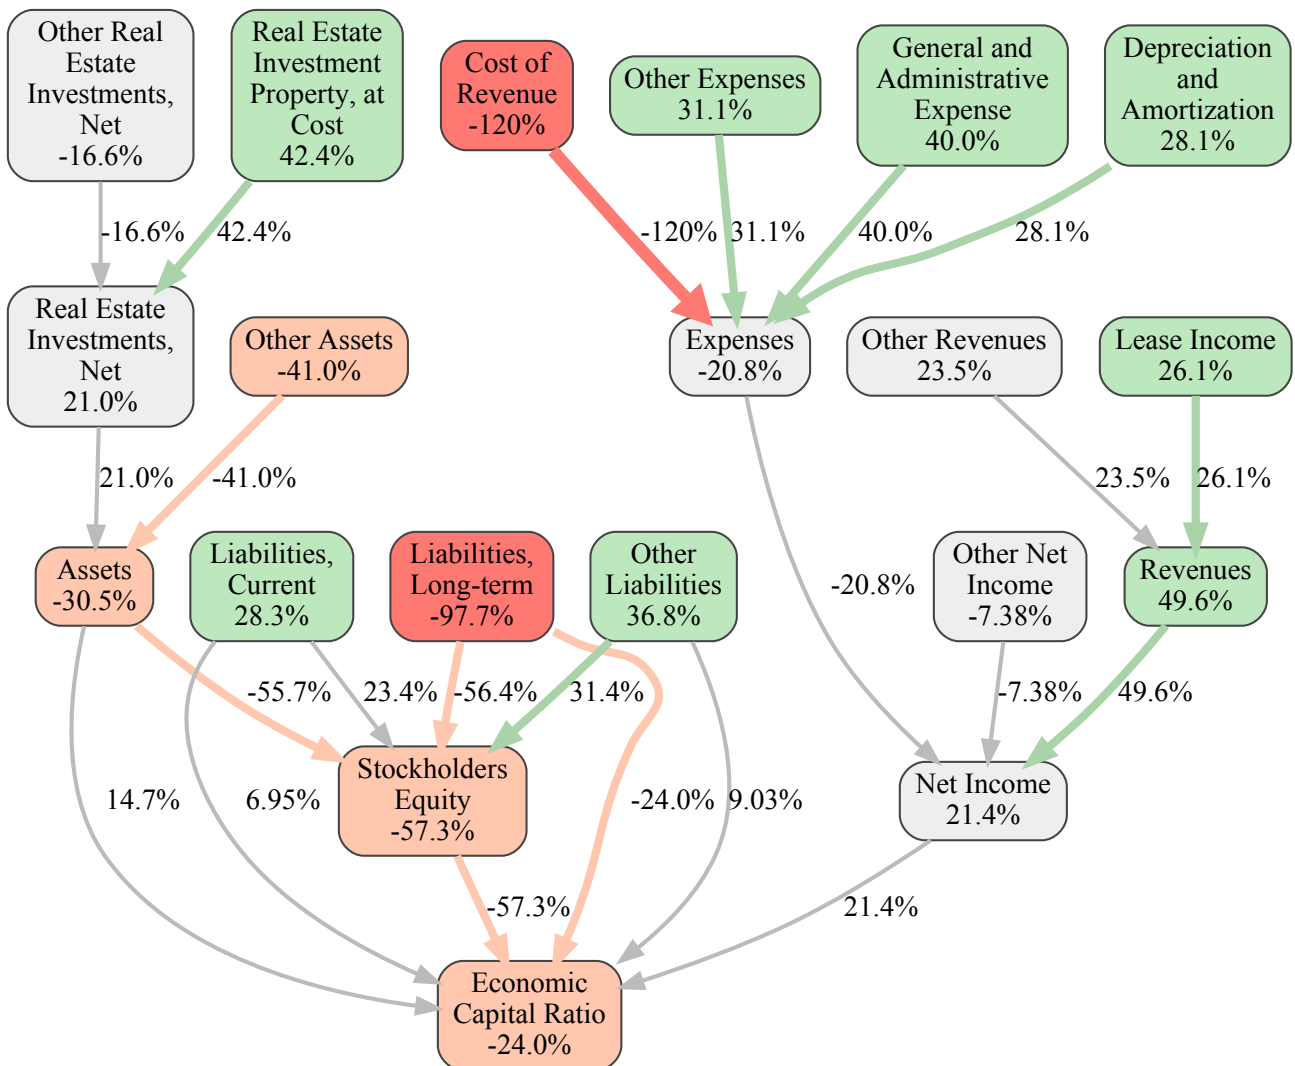 Other Real
Estate
Investments,
Net
-16.6%
Real Estate
Investment
Property, at
Cost
42.4%
Cost of
Revenue
-120%
Other Expenses
31.1%
General and
Administrative
Expense
40.0%
Depreciation
and
Amortization
28.1%
-16.6%
42.4%
-120%
31.1%
40.0%
28.1%
Real Estate
Investments,
Net
21.0%
Other Assets
-41.0%
Expenses
-20.8%
Other Revenues
23.5%
Lease Income
26.1%
21.0%
-41.0%
23.5%
26.1%
Assets
-30.5%
Liabilities,
Current
28.3%
Liabilities,
Long-term
-97.7%
Other
Liabilities
36.8%
-20.8%
Other Net
Income
-7.38%
Revenues
49.6%
-55.7%
23.4%
-56.4%
31.4%
-7.38%
49.6%
Stockholders
Equity
-57.3%
14.7%
6.95%
-24.0%
9.03%
Net Income
21.4%
-57.3%
21.4%
Economic
Capital Ratio
-24.0%